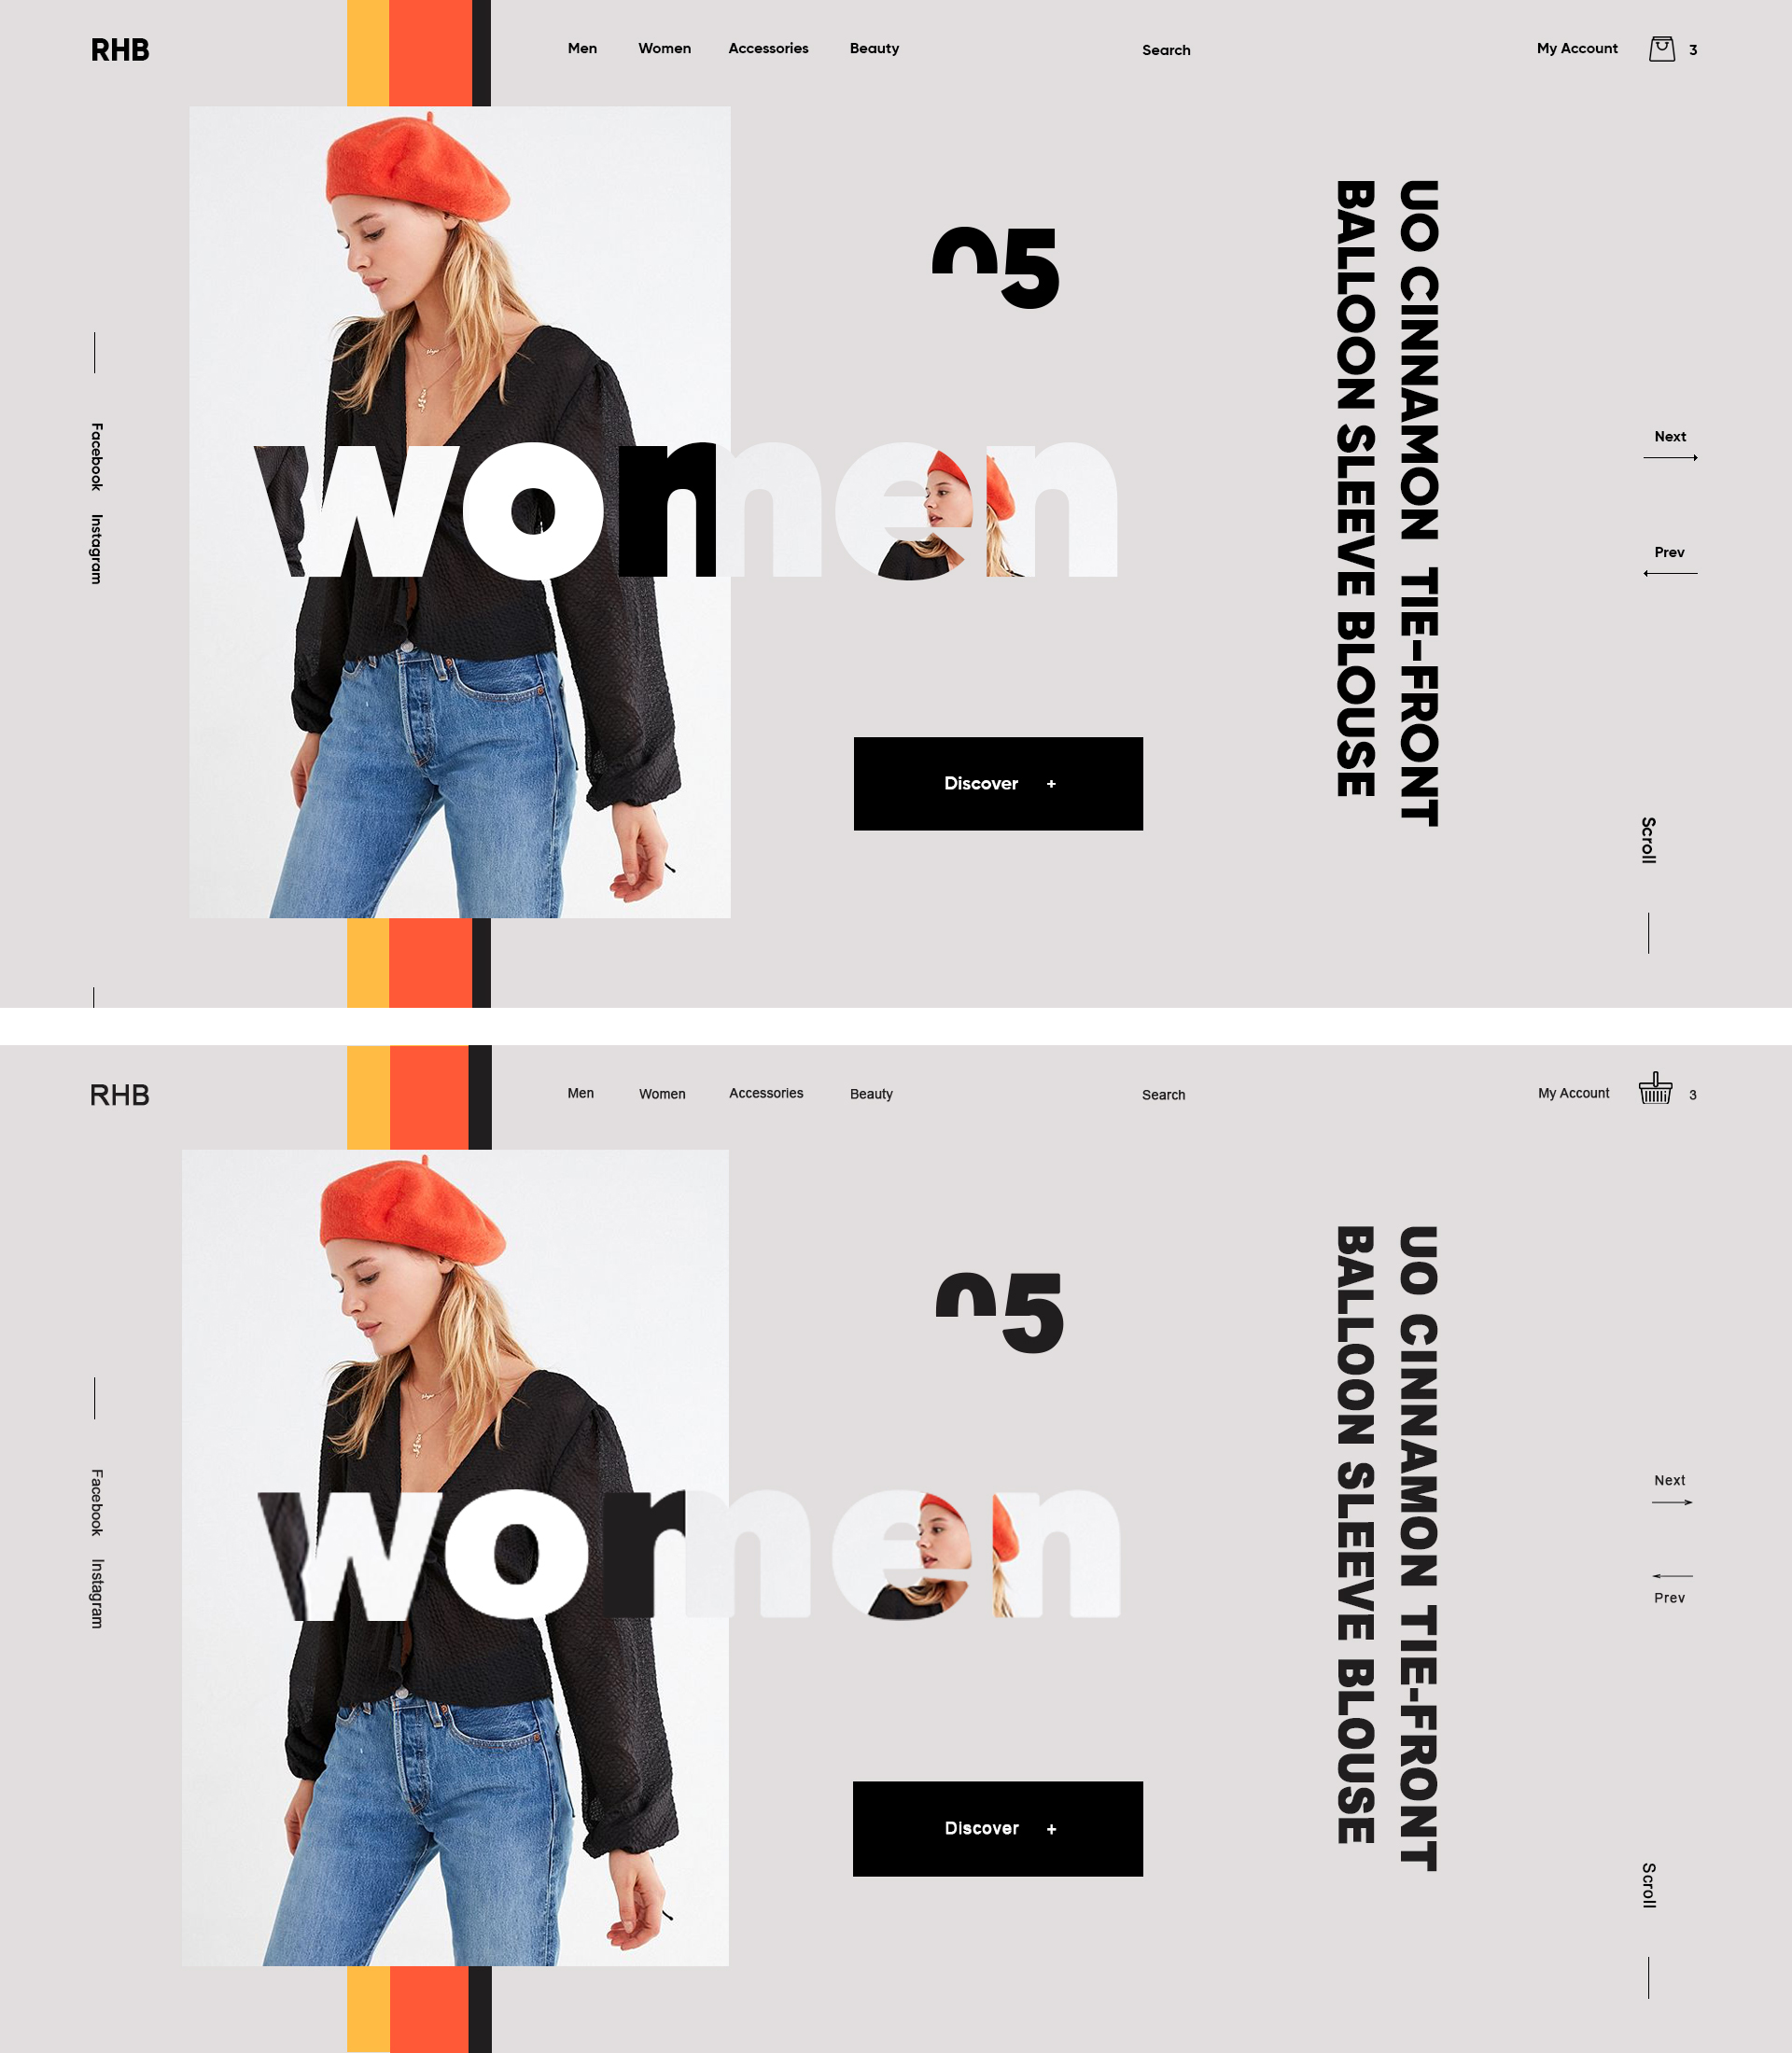 RHB
Men
Women
Accessories
Beauty
Search
My Account
3
05
UO CINNAMON TIE-FRONT
BALLOON SLEEVE BLOUSE
Facebook
Instagram
women
Next
Prev
Discover +
Scroll
RHB
Men
Women
Accessories
Beauty
Search
My Account
3
05
UO CINNAMON TIE-FRONT
BALLOON SLEEVE BLOUSE
Facebook
Instagram
women
Next
Prev
Discover +
Scroll